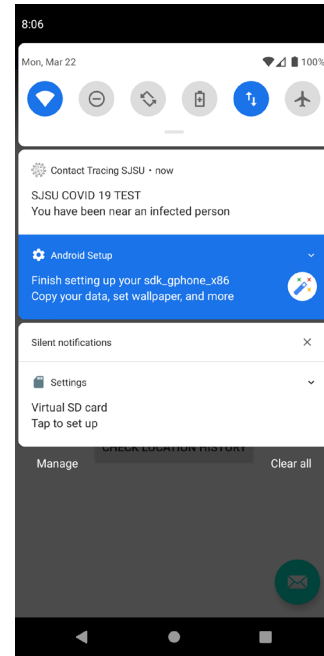 8:06
Mon, Mar 22
100%
Contact Tracing SJSU • now
SJSU COVID 19 TEST
You have been near an infected person
Android Setup
Finish setting up your sdk_gphone_x86
Copy your data, set wallpaper, and more
Silent notifications
Settings
Virtual SD card
Tap to set up
CHECK LOCATION HISTORY
Manage
Clear all